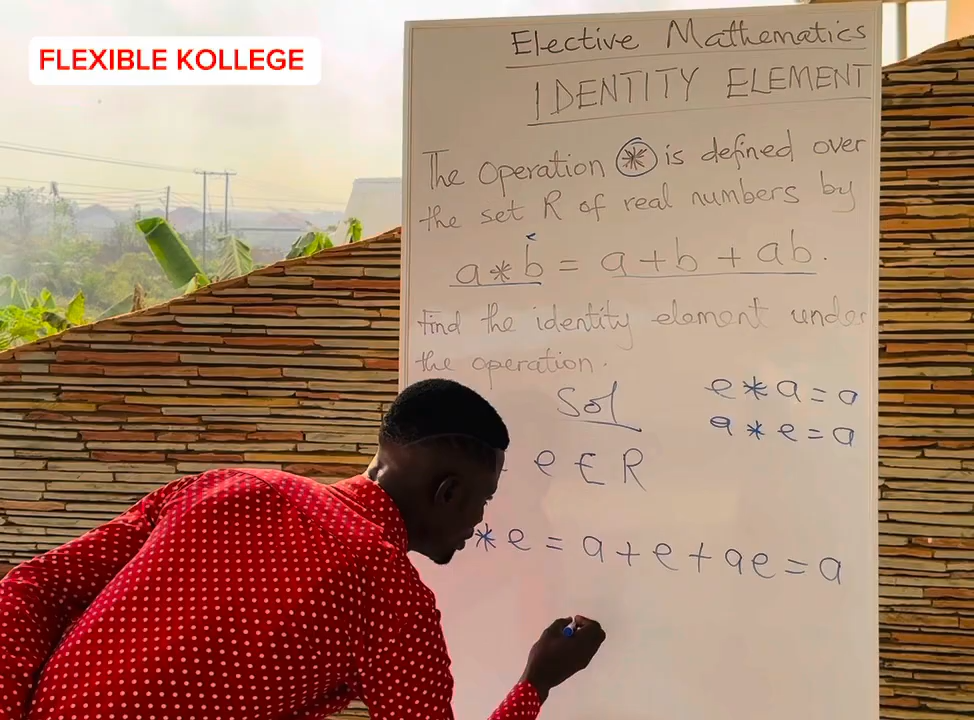 FLEXIBLE KOLLEGE
Elective Mathematics
IDENTITY ELEMENT
The operation * is defined over
the set R of real numbers by
a * b = a + b + ab.
find the identity element under
the operation.
Sol
e * a = a
a * e = a
e ∈ R
* e = a + e + ae = a